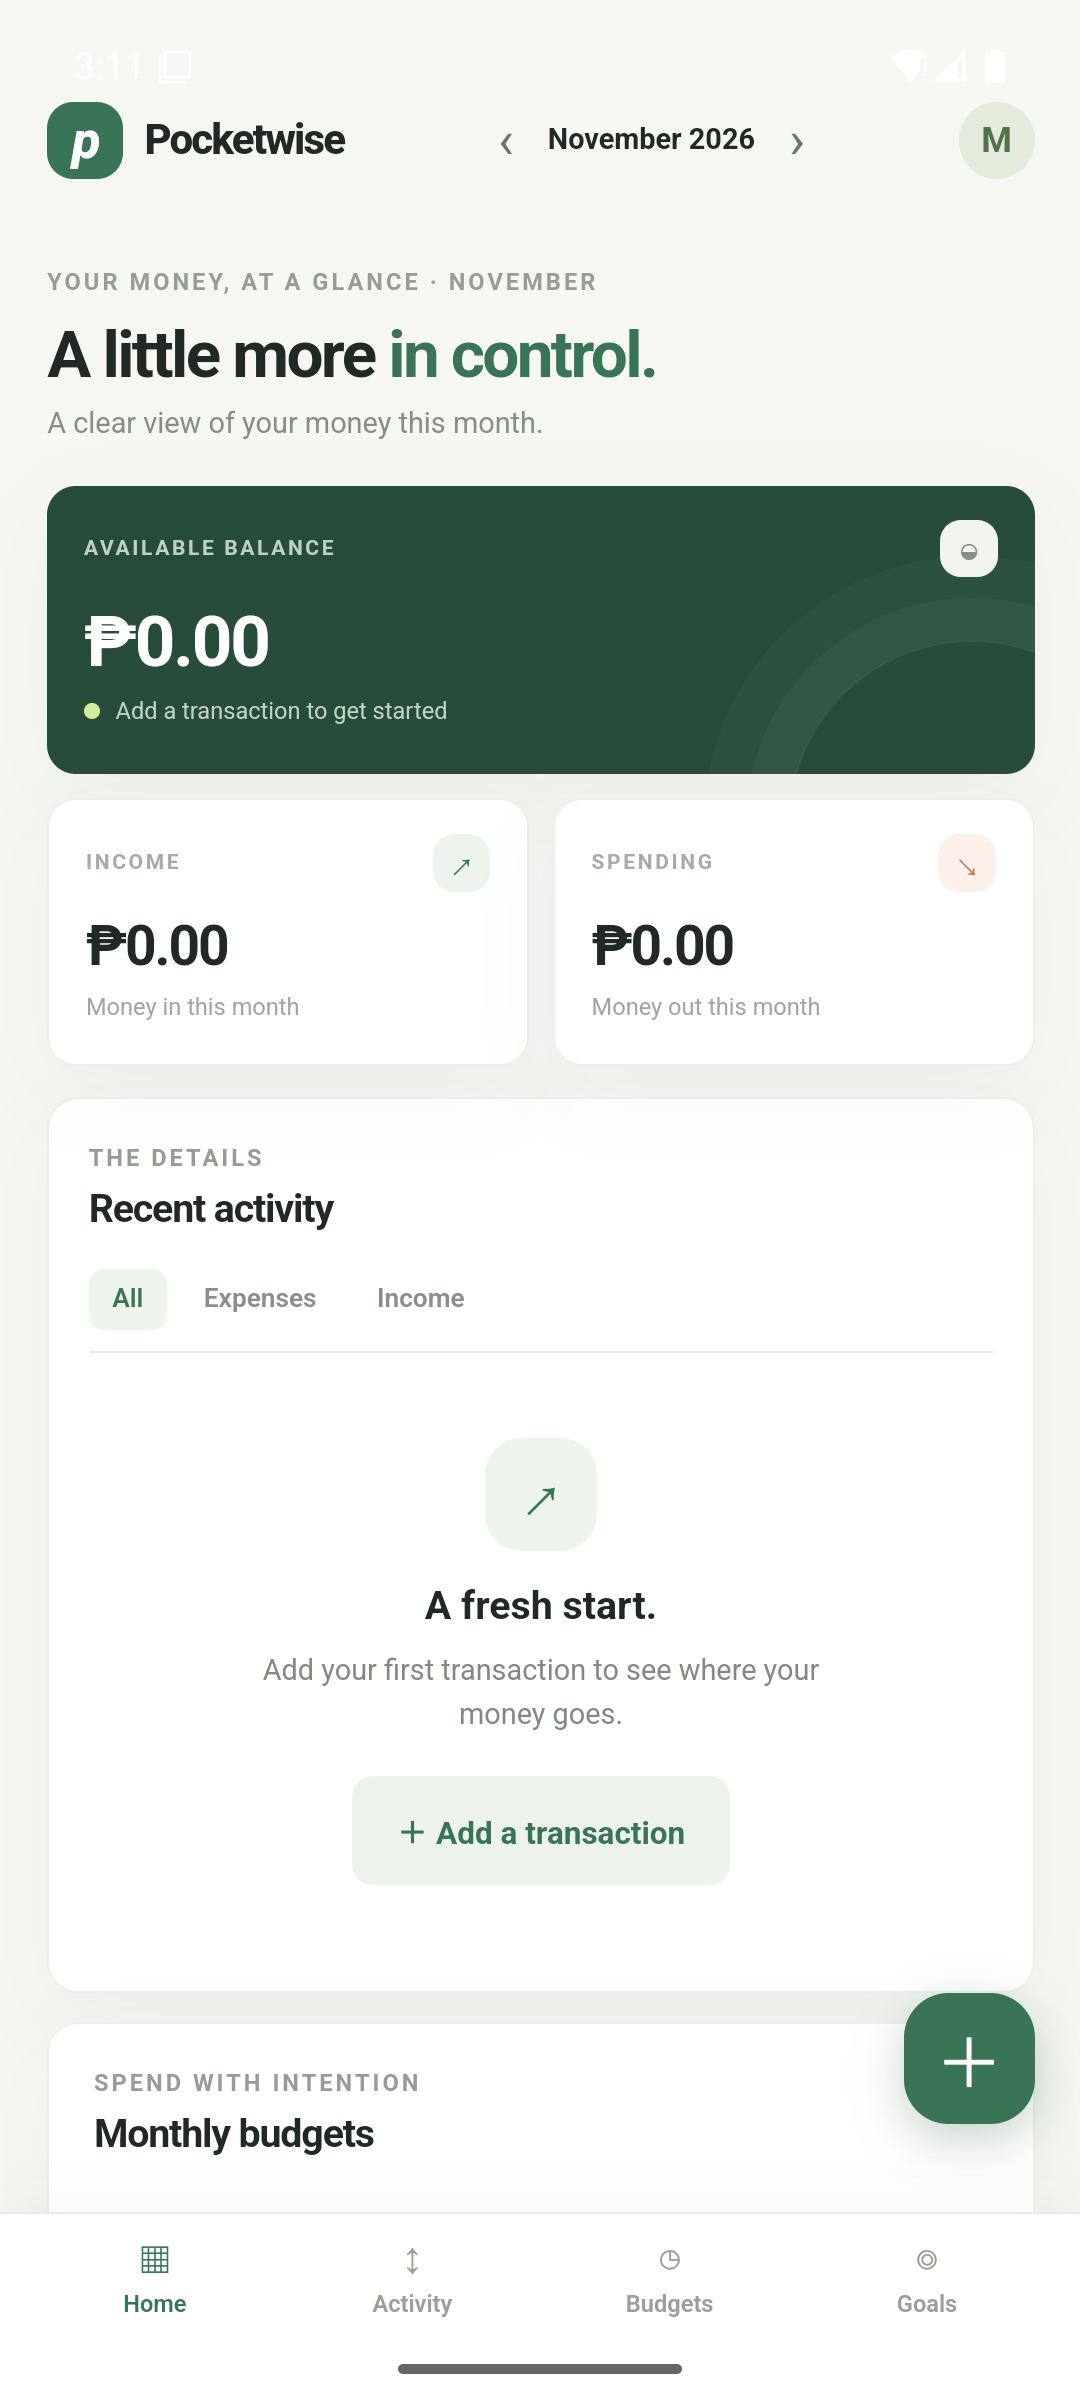 3:11
p
Pocketwise
‹ November 2026 ›
M
YOUR MONEY, AT A GLANCE · NOVEMBER
A little more in control.
A clear view of your money this month.
AVAILABLE BALANCE
₱0.00
Add a transaction to get started
INCOME
₱0.00
Money in this month
SPENDING
₱0.00
Money out this month
THE DETAILS
Recent activity
All
Expenses
Income
A fresh start.
Add your first transaction to see where your
money goes.
+ Add a transaction
SPEND WITH INTENTION
Monthly budgets
+
Home
Activity
Budgets
Goals